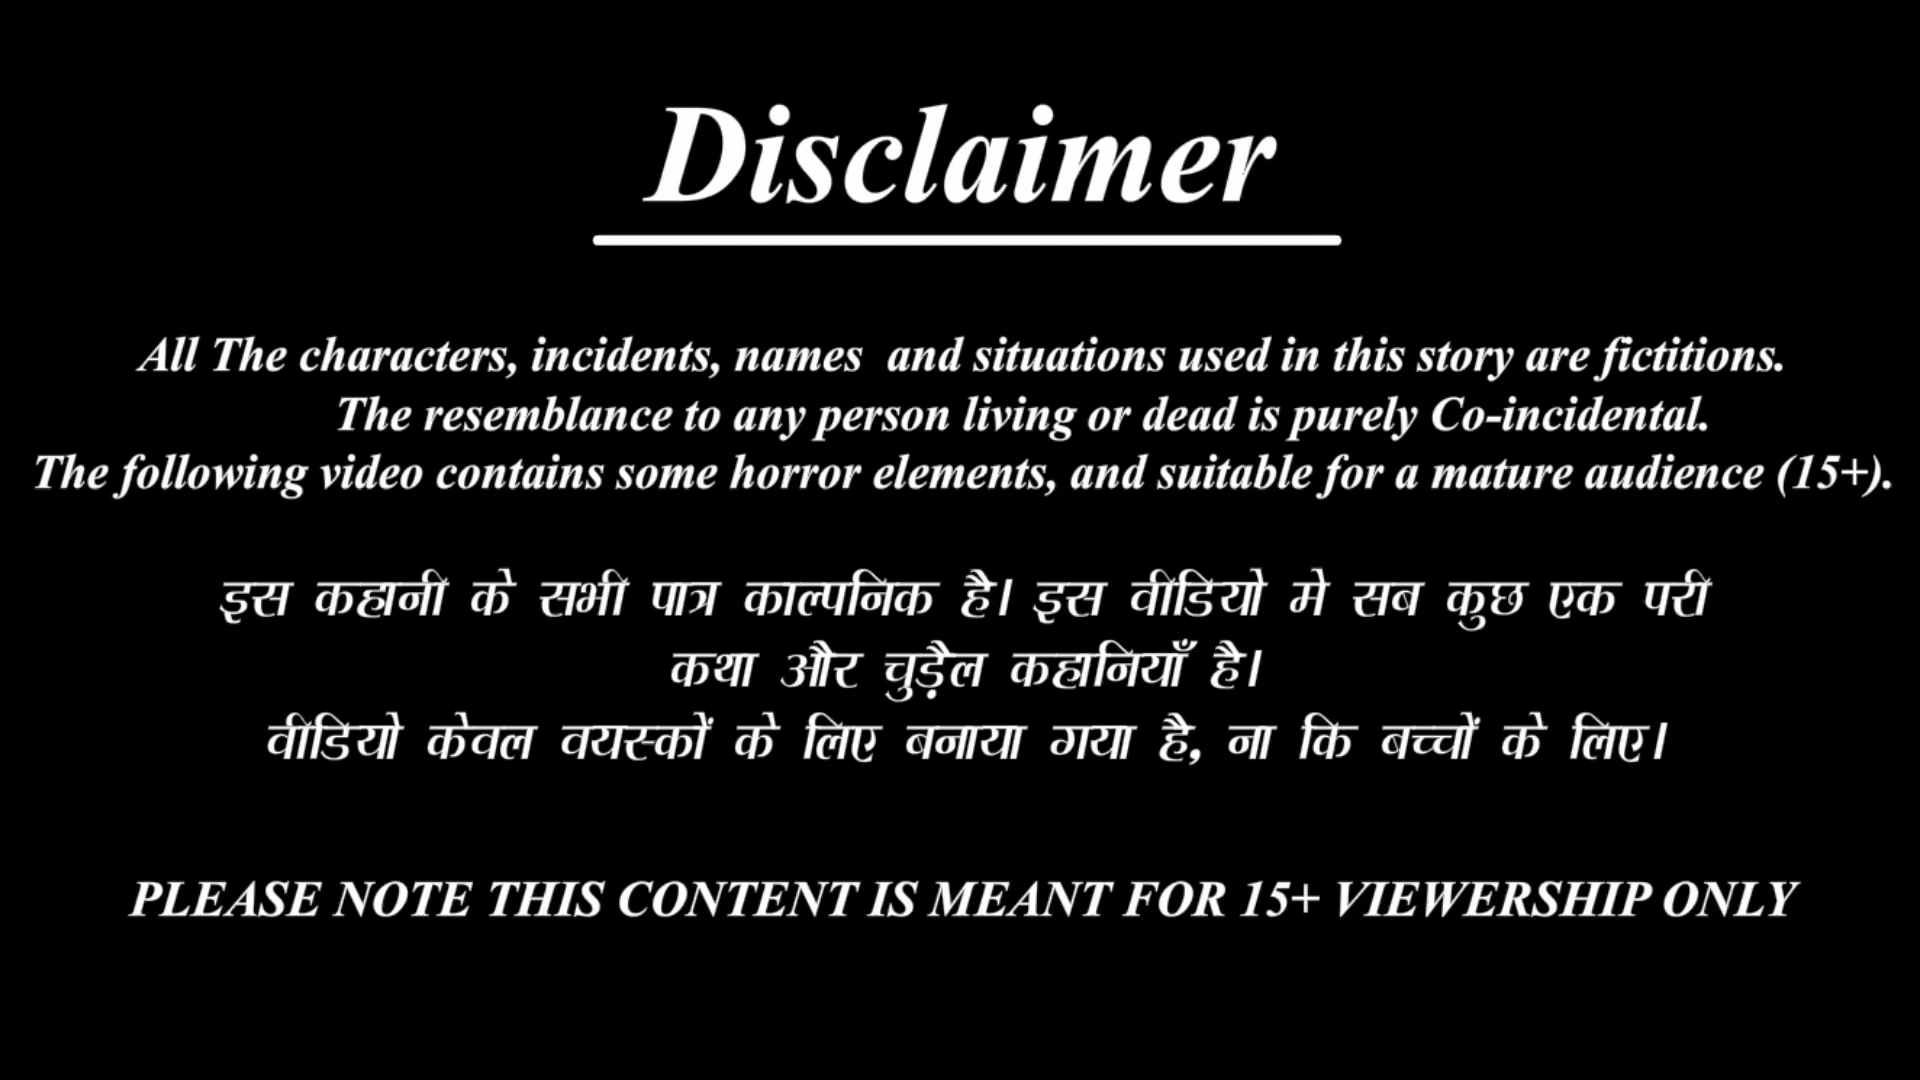 Disclaimer
All The characters, incidents, names and situations used in this story are fictitions.
The resemblance to any person living or dead is purely Co-incidental.
The following video contains some horror elements, and suitable for a mature audience (15+).
इस कहानी के सभी पात्र काल्पनिक है। इस वीडियो मे सब कुछ एक परी
कथा और चुड़ैल कहानियाँ है।
वीडियो केवल वयस्कों के लिए बनाया गया है, ना कि बच्चों के लिए।
PLEASE NOTE THIS CONTENT IS MEANT FOR 15+ VIEWERSHIP ONLY